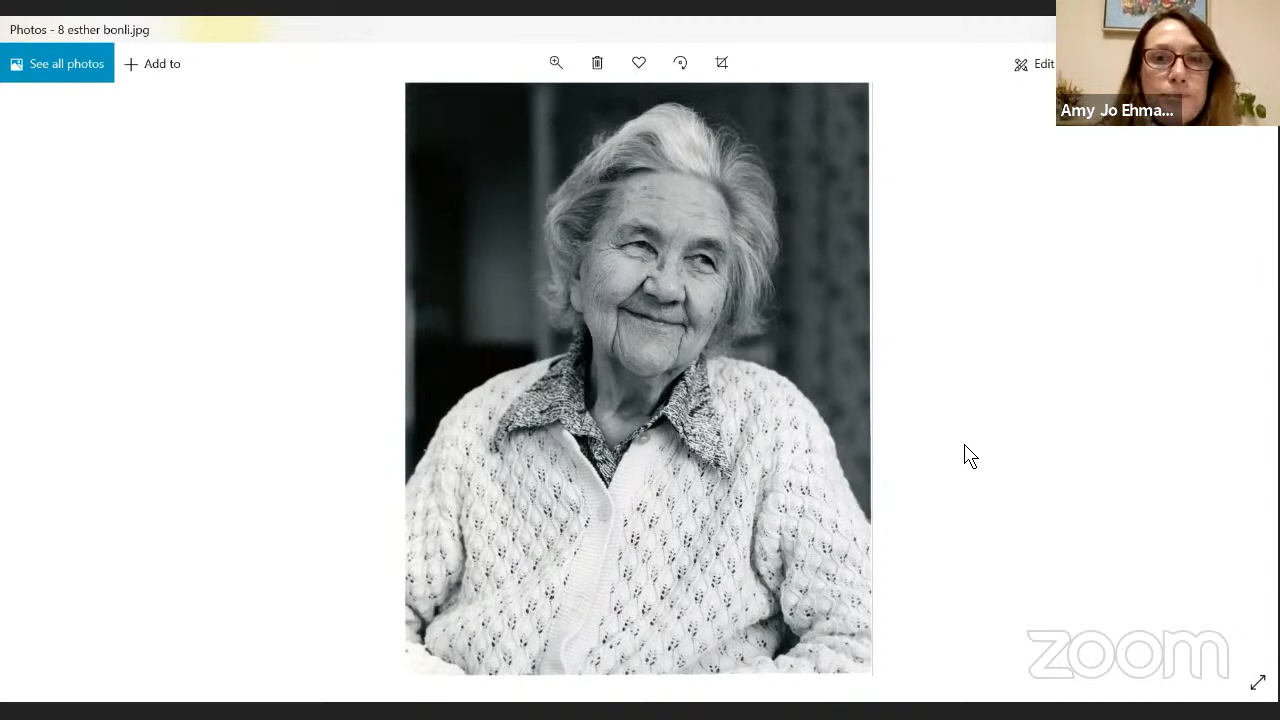 Photos - 8 esther bonli.jpg
See all photos
Add to
Edit
Amy Jo Ehma...
zoom